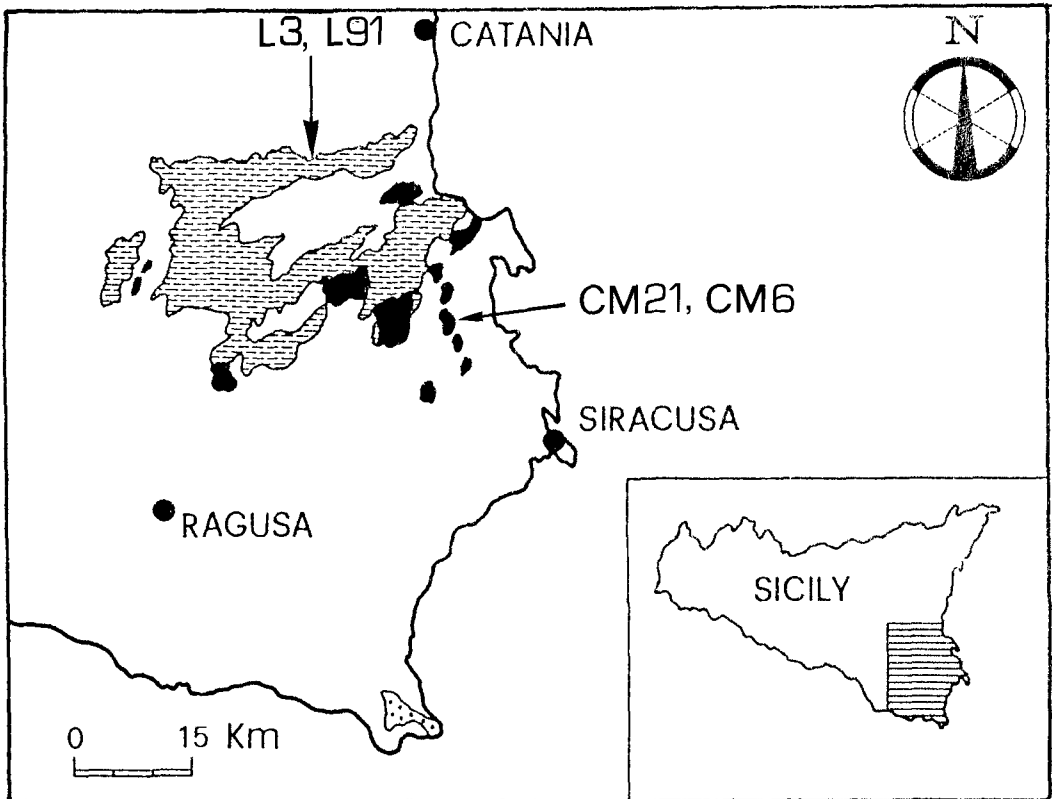 L3, L91
CATANIA
N
CM21, CM6
SIRACUSA
RAGUSA
SICILY
0 15 Km